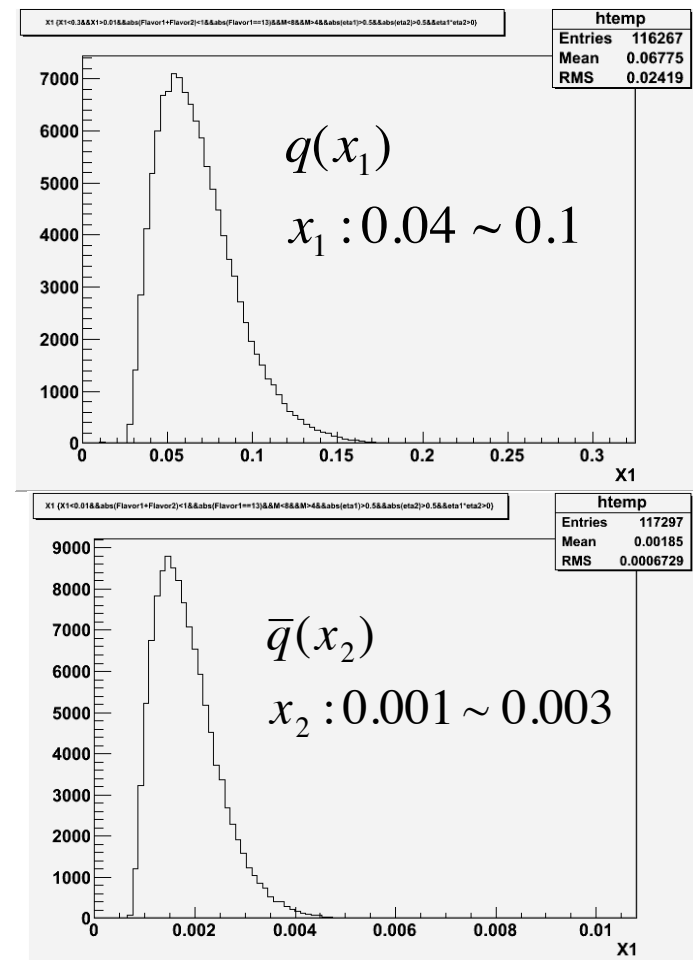 X1 {X1<0.3&&X1>0.01&&abs(Flavor1+Flavor2)<1&&abs(Flavor1==13)&&M<8&&M>4&&abs(eta1)>0.5&&abs(eta2)>0.5&&eta1*eta2>0}
htemp
Entries 116267
Mean 0.06775
RMS 0.02419
7000
6000
5000
4000
3000
2000
1000
0
q(x₁)
x₁ : 0.04 ~ 0.1
0 0.05 0.1 0.15 0.2 0.25 0.3
X1
X1 {X1<0.01&&abs(Flavor1+Flavor2)<1&&abs(Flavor1==13)&&M<8&&M>4&&abs(eta1)>0.5&&abs(eta2)>0.5&&eta1*eta2>0}
htemp
Entries 117297
Mean 0.00185
RMS 0.0006729
9000
8000
7000
6000
5000
4000
3000
2000
1000
0
q̅(x₂)
x₂ : 0.001 ~ 0.003
0 0.002 0.004 0.006 0.008 0.01
X1